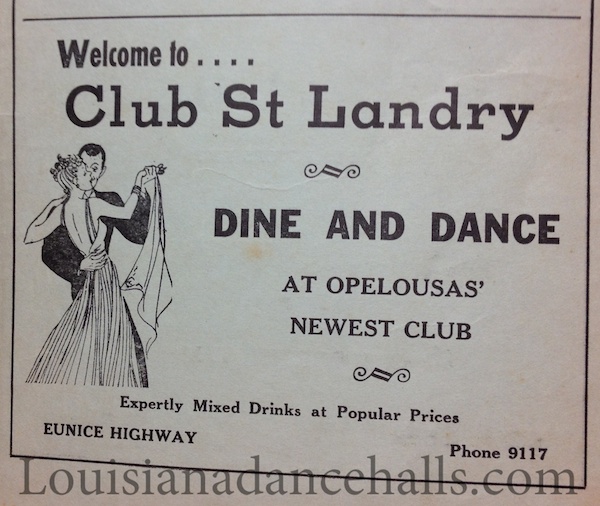 Welcome to . . . .
Club St Landry
DINE AND DANCE
AT OPELOUSAS'
NEWEST CLUB
Expertly Mixed Drinks at Popular Prices
EUNICE HIGHWAY
Phone 9117
Louisianadancehalls.com